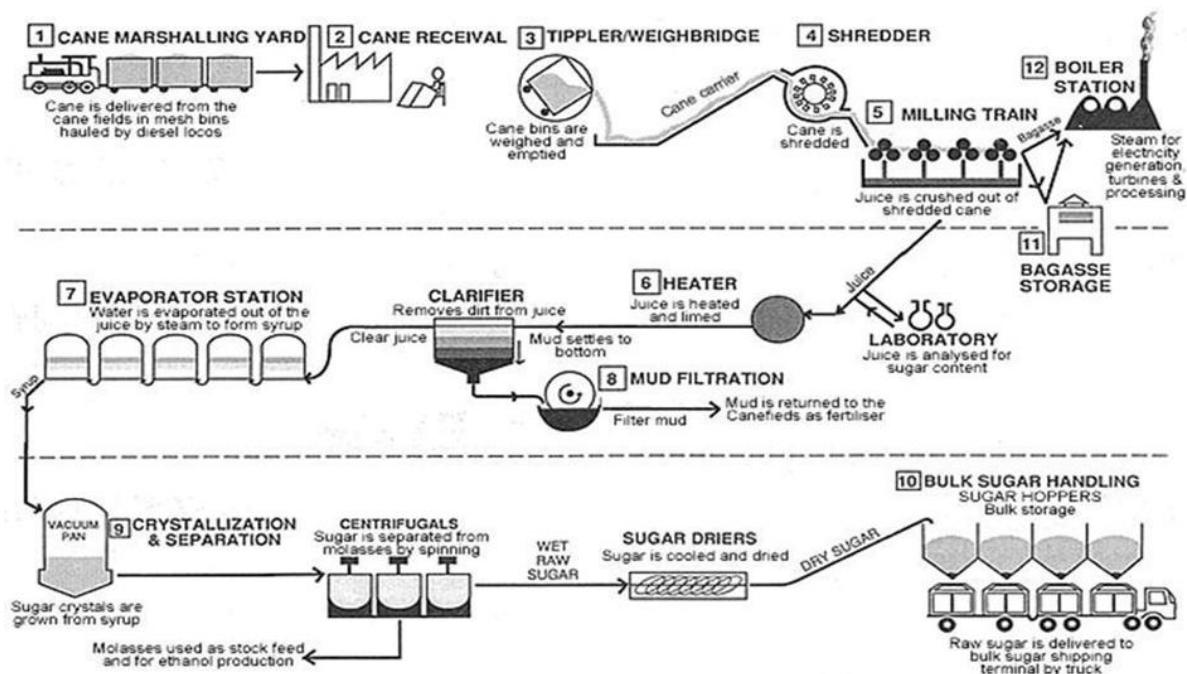 1 CANE MARSHALLING YARD
Cane is delivered from the
cane fields in mesh bins
hauled by diesel locos
2 CANE RECEIVAL
3 TIPPLER/WEIGHBRIDGE
Cane bins are
weighed and
emptied
Cane carrier
4 SHREDDER
Cane is
shredded
5 MILLING TRAIN
Juice is crushed out of
shredded cane
Bagasse
12 BOILER
STATION
Steam for
electricity
generation,
turbines &
processing
11
BAGASSE
STORAGE
Juice
LABORATORY
Juice is analysed for
sugar content
6 HEATER
Juice is heated
and limed
CLARIFIER
Removes dirt from juice
Clear juice
Mud settles to
bottom
7 EVAPORATOR STATION
Water is evaporated out of the
juice by steam to form syrup
Syrup
8 MUD FILTRATION
Filter mud
Mud is returned to the
Canefieds as fertiliser
VACUUM
PAN
9 CRYSTALLIZATION
& SEPARATION
Sugar crystals are
grown from syrup
CENTRIFUGALS
Sugar is separated from
molasses by spinning
Molasses used as stock feed
and for ethanol production
WET
RAW
SUGAR
SUGAR DRIERS
Sugar is cooled and dried
DRY SUGAR
10 BULK SUGAR HANDLING
SUGAR HOPPERS
Bulk storage
Raw sugar is delivered to
bulk sugar shipping
terminal by truck